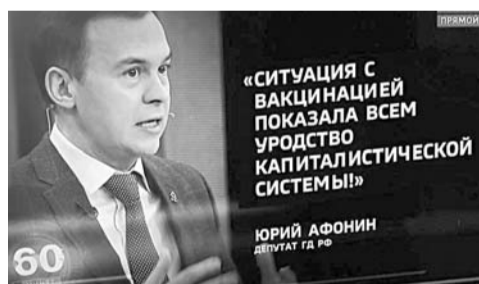 ПРЯМОЙ
«СИТУАЦИЯ С
ВАКЦИНАЦИЕЙ
ПОКАЗАЛА ВСЕМ
УРОДСТВО
КАПИТАЛИСТИЧЕСКОЙ
СИСТЕМЫ!»
ЮРИЙ АФОНИН
ДЕПУТАТ ГД РФ
60